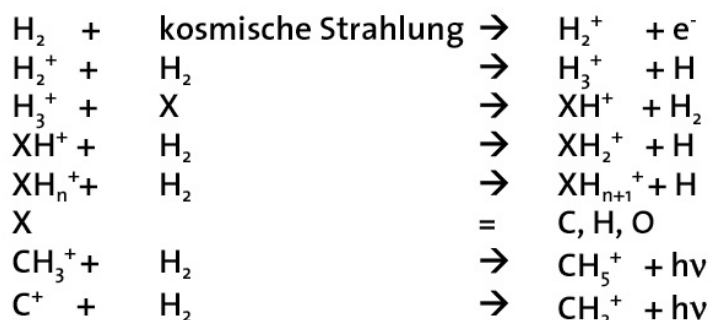 H₂ + kosmische Strahlung → H₂⁺ + e⁻
H₂⁺ + H₂ → H₃⁺ + H
H₃⁺ + X → XH⁺ + H₂
XH⁺ + H₂ → XH₂⁺ + H
XHₙ⁺ + H₂ → XHₙ₊₁⁺ + H
X = C, H, O
CH₃⁺ + H₂ → CH₅⁺ + hν
C⁺ + H₂ → CH₂⁺ + hν